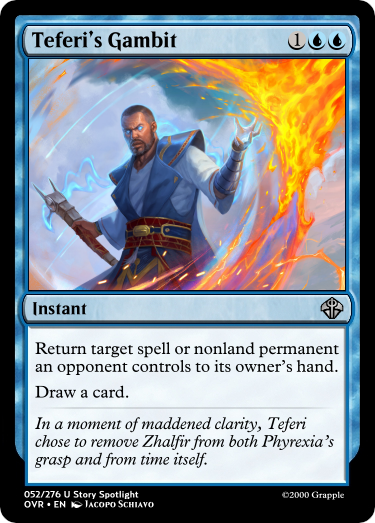 Teferi's Gambit 1
Instant
Return target spell or nonland permanent
an opponent controls to its owner's hand.
Draw a card.
In a moment of maddened clarity, Teferi
chose to remove Zhalfir from both Phyrexia's
grasp and from time itself.
052/276 U Story Spotlight
OVR • EN Jacopo Schiavo ©2000 Grapple